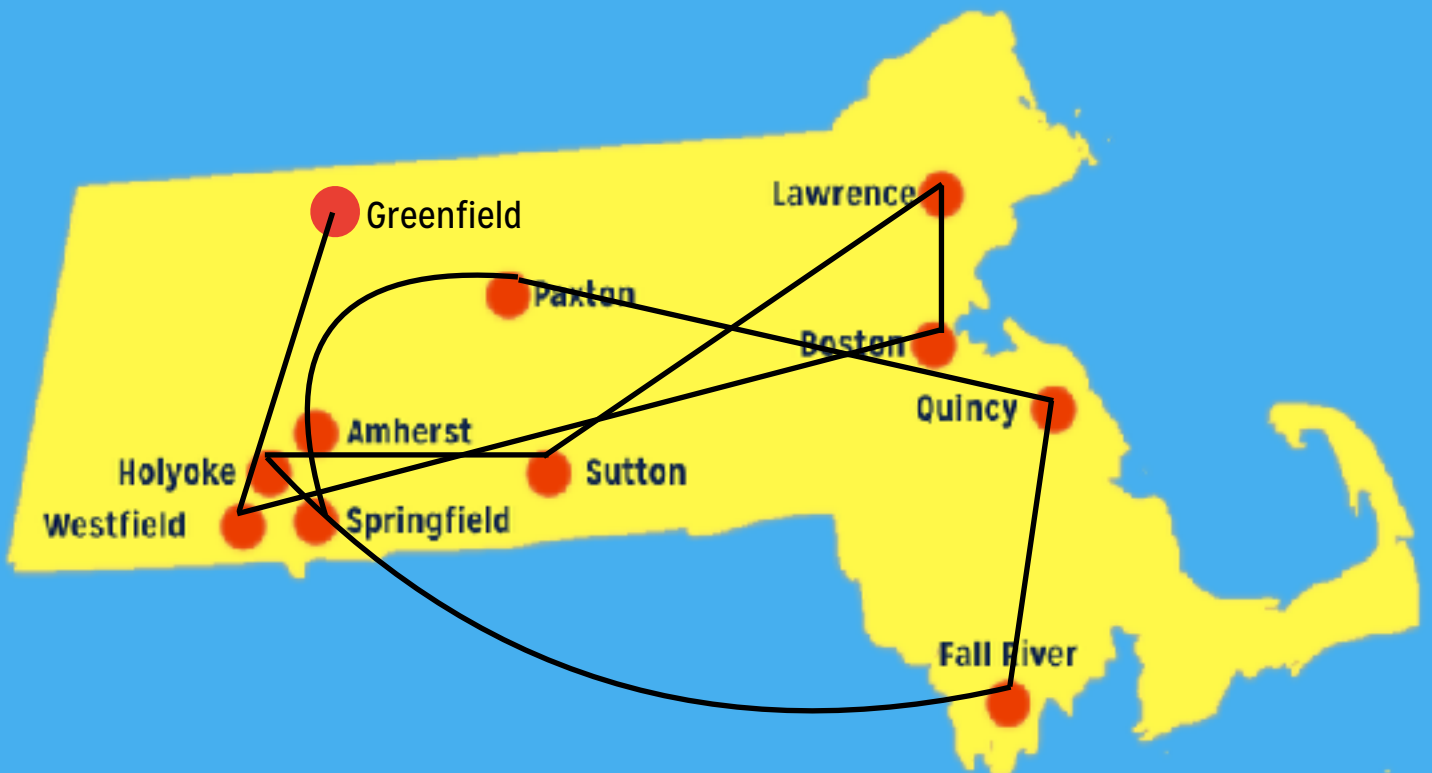 Lawrence
Greenfield
Paxton
Boston
Quincy
Amherst
Holyoke
Sutton
Springfield
Westfield
Fall River